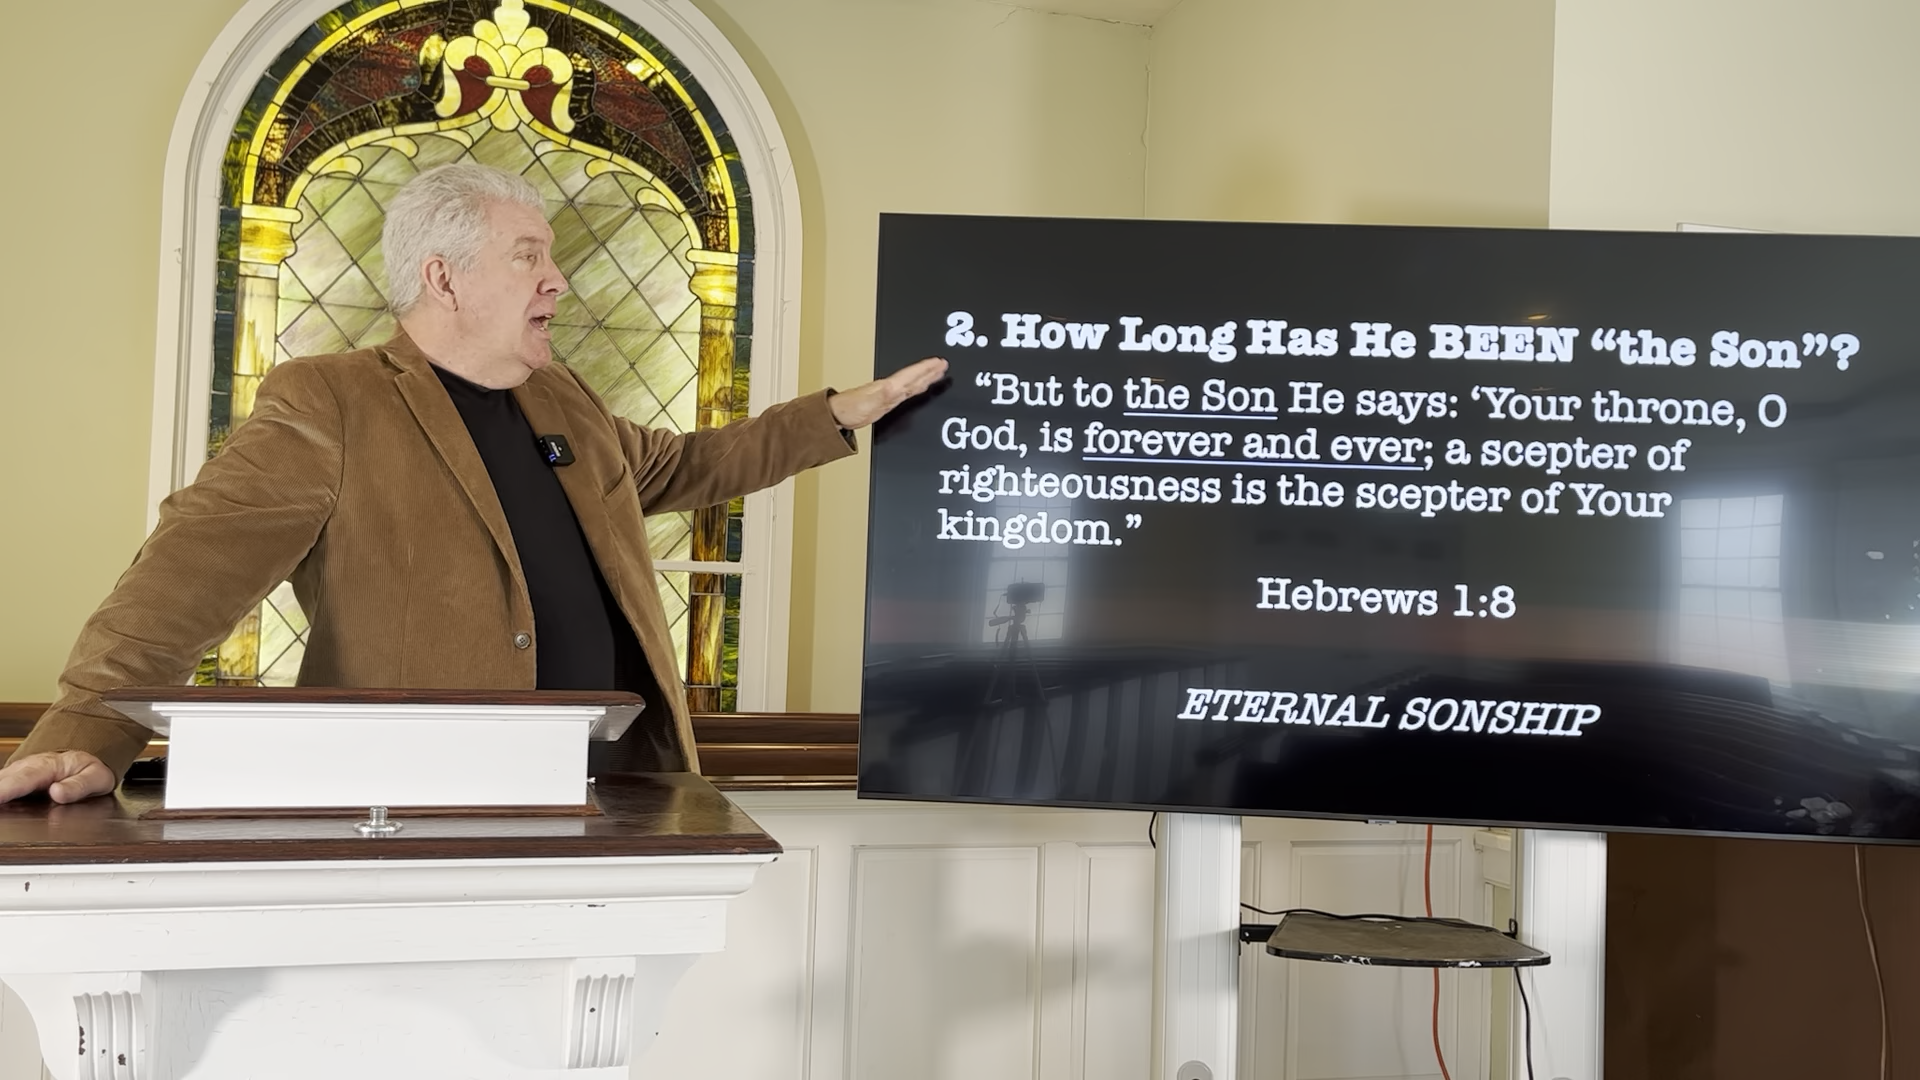 2. How Long Has He BEEN “the Son”?
“But to the Son He says: ‘Your throne, O
God, is forever and ever; a scepter of
righteousness is the scepter of Your
kingdom.”
Hebrews 1:8
ETERNAL SONSHIP